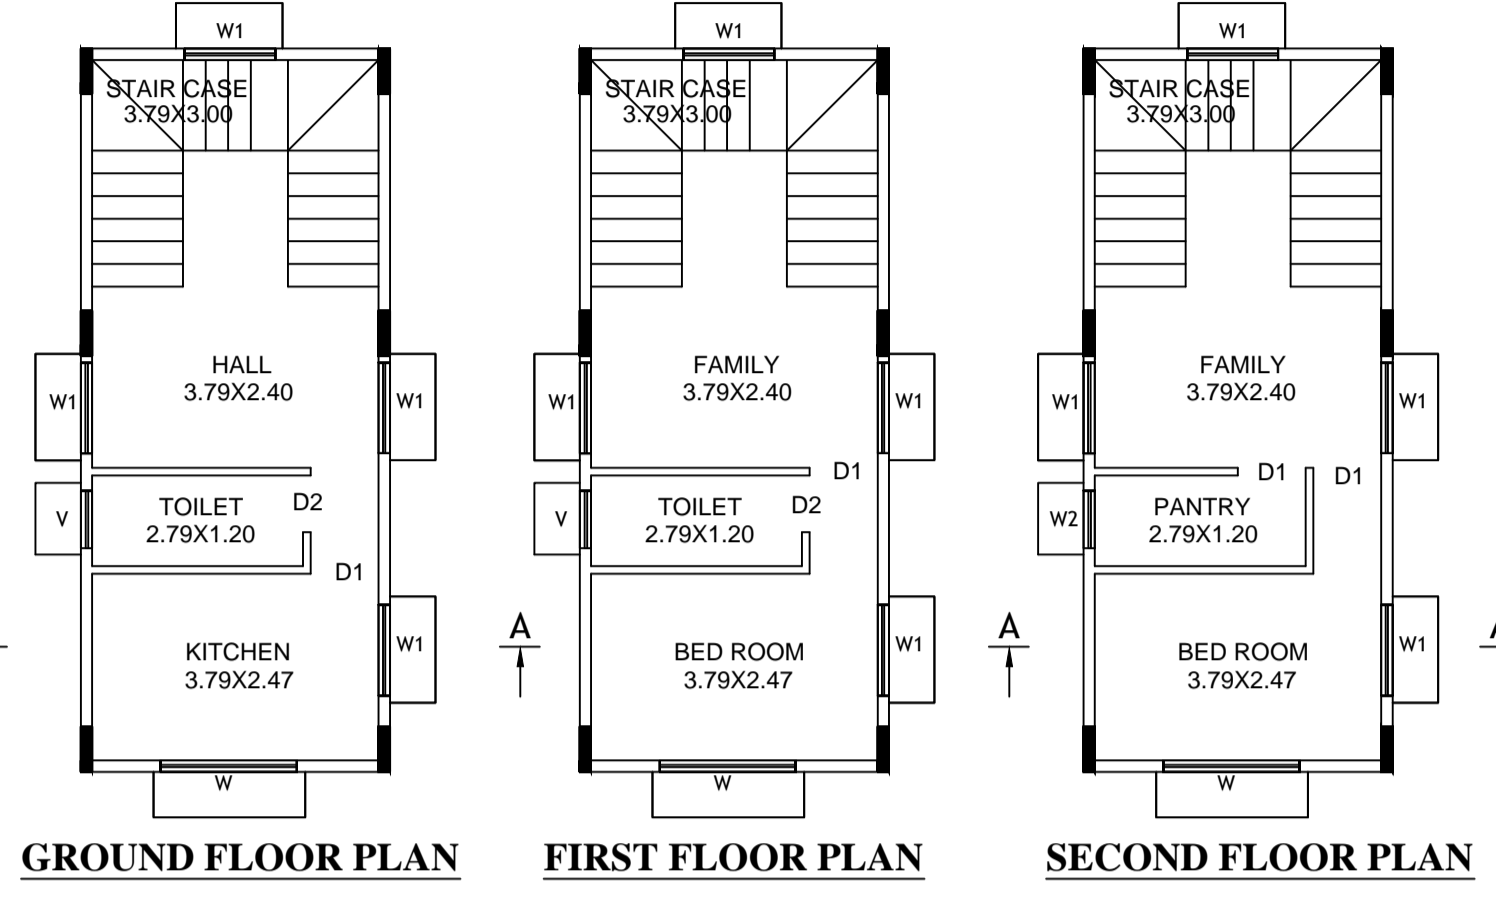 W1
STAIR CASE
3.79X3.00
HALL
3.79X2.40
W1
W1
TOILET
2.79X1.20
V
D2
D1
KITCHEN
3.79X2.47
W1
W
GROUND FLOOR PLAN
W1
STAIR CASE
3.79X3.00
FAMILY
3.79X2.40
W1
W1
D1
TOILET
2.79X1.20
V
D2
A
BED ROOM
3.79X2.47
W1
W
FIRST FLOOR PLAN
W1
STAIR CASE
3.79X3.00
FAMILY
3.79X2.40
W1
W1
D1
D1
PANTRY
2.79X1.20
W2
A
BED ROOM
3.79X2.47
W1
W
SECOND FLOOR PLAN